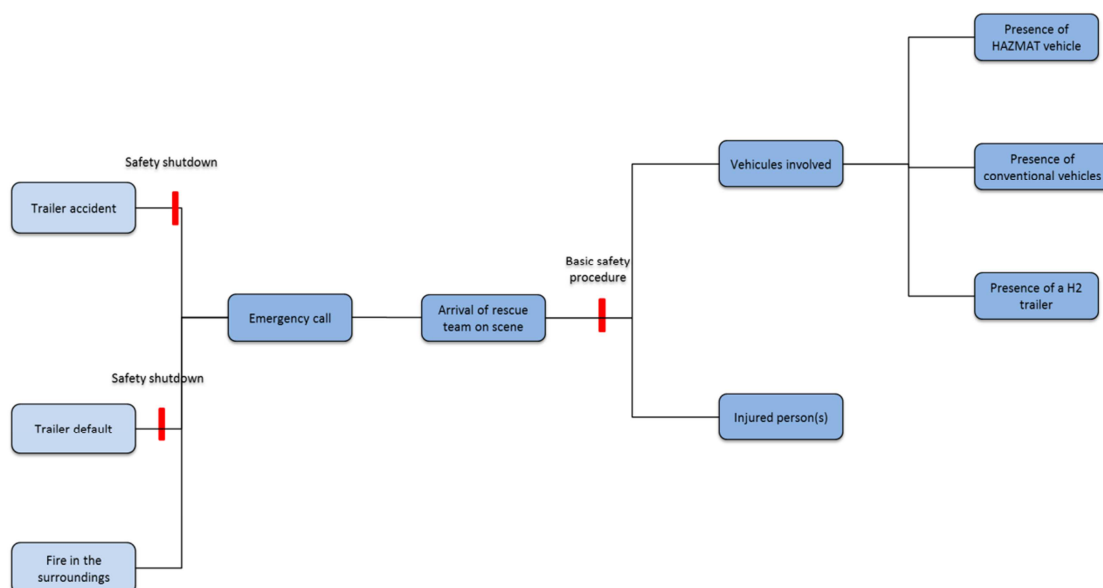 Presence of
HAZMAT vehicle
Safety shutdown
Vehicules involved
Presence of
conventional vehicles
Trailer accident
Basic safety
procedure
Presence of a H2
trailer
Emergency call
Arrival of rescue
team on scene
Safety shutdown
Trailer default
Injured person(s)
Fire in the
surroundings